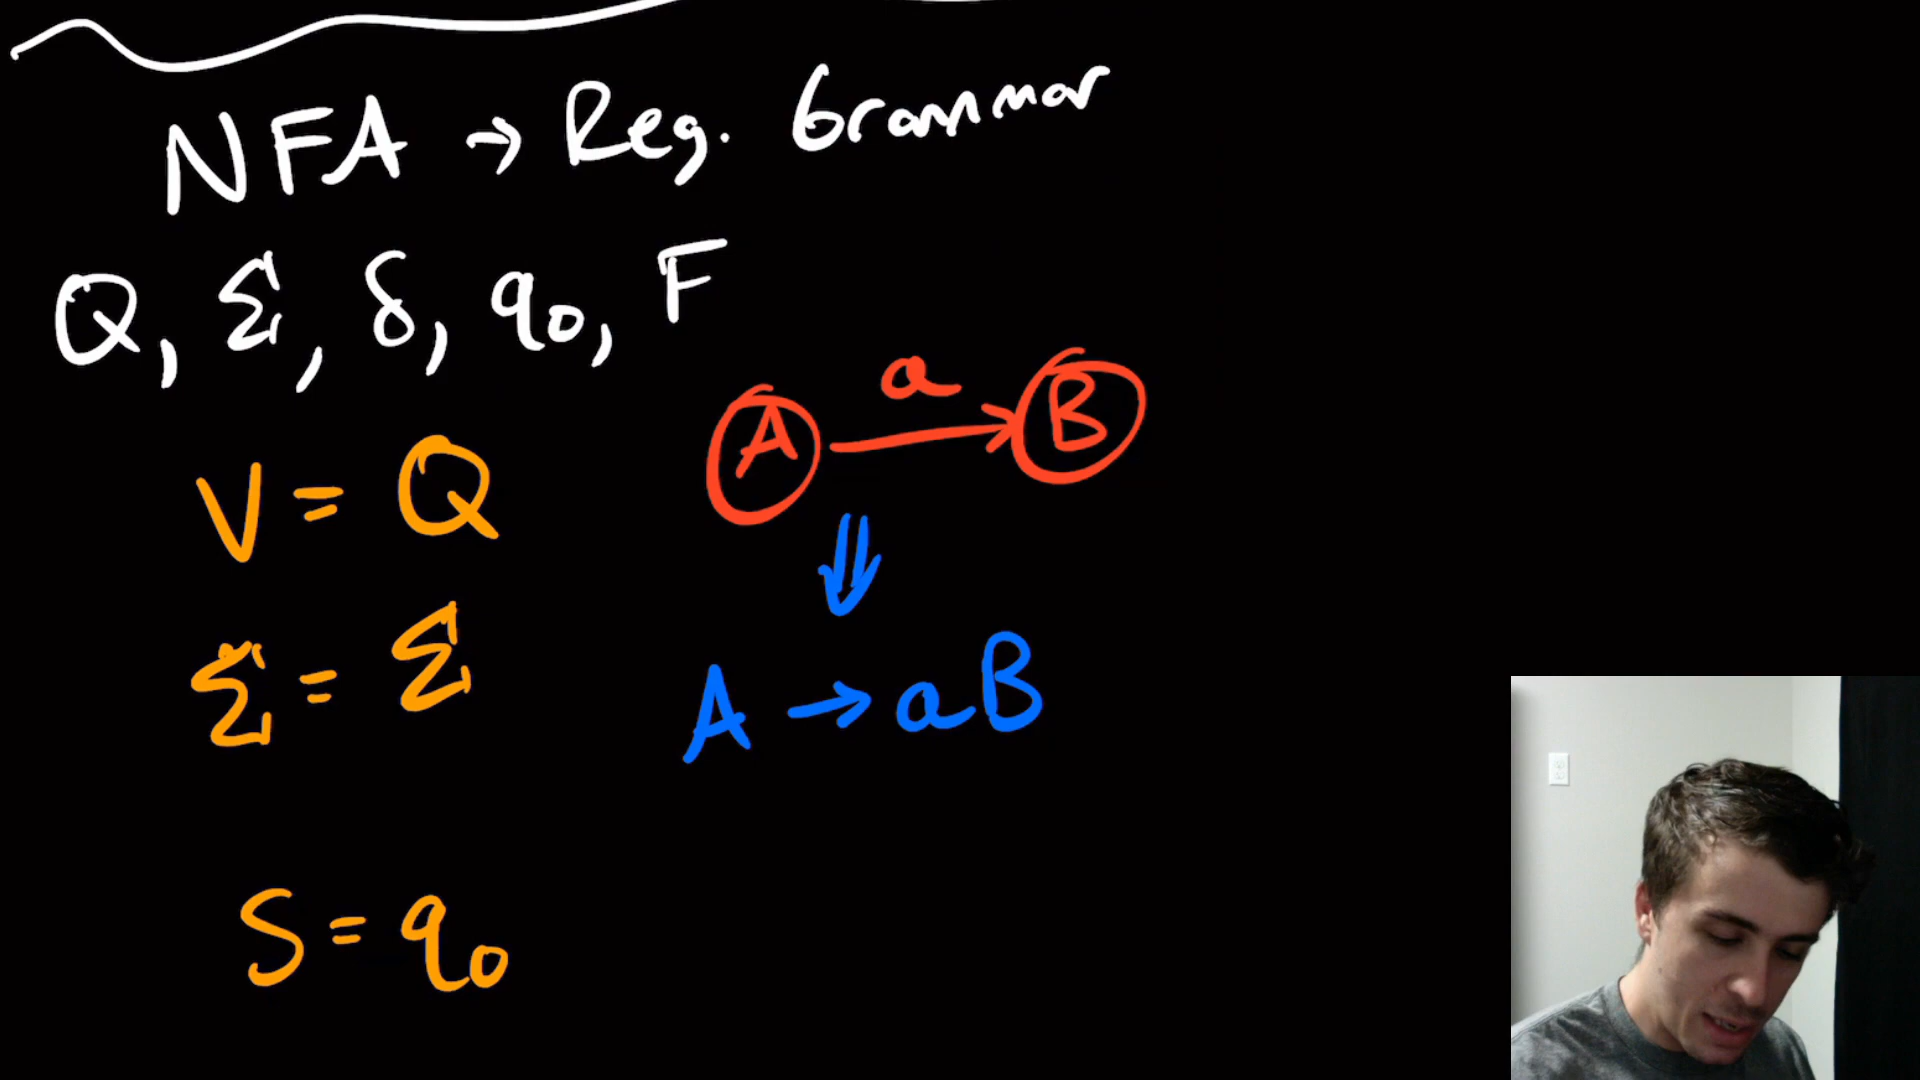 NFA → Reg. Grammar
Q, Σ, δ, q₀, F
a
A → B
V = Q
Σ = Σ
A → aB
S = q₀